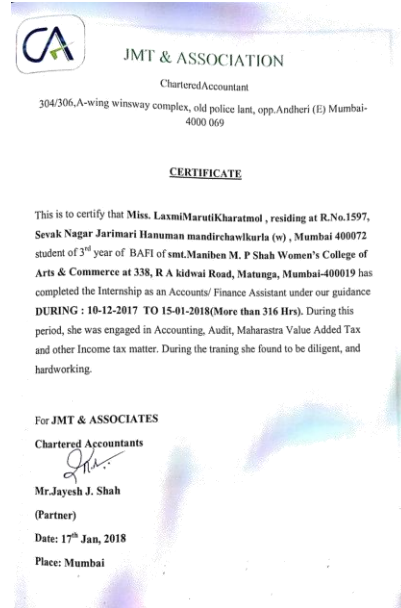 CA
JMT & ASSOCIATION
CharteredAccountant
304/306,A-wing winsway complex, old police lant, opp.Andheri (E) Mumbai-
4000 069
CERTIFICATE
This is to certify that Miss. LaxmiMarutiKharatmol , residing at R.No.1597,
Sevak Nagar Jarimari Hanuman mandirchawlkurla (w) , Mumbai 400072
student of 3rd year of BAFI of smt.Maniben M. P Shah Women's College of
Arts & Commerce at 338, R A kidwai Road, Matunga, Mumbai-400019 has
completed the Internship as an Accounts/ Finance Assistant under our guidance
DURING : 10-12-2017 TO 15-01-2018(More than 316 Hrs). During this
period, she was engaged in Accounting, Audit, Maharastra Value Added Tax
and other Income tax matter. During the traning she found to be diligent, and
hardworking.
For JMT & ASSOCIATES
Chartered Accountants
Mr.Jayesh J. Shah
(Partner)
Date: 17th Jan, 2018
Place: Mumbai